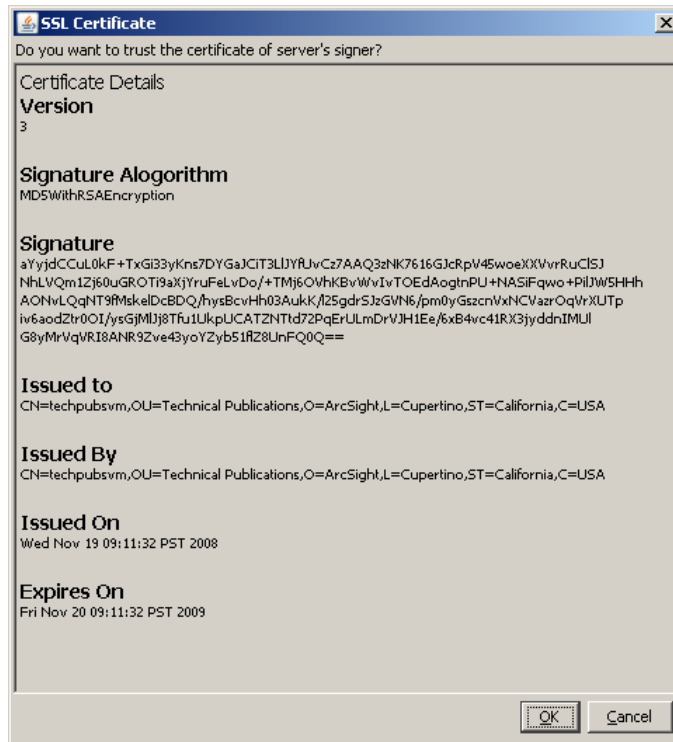 SSL Certificate
Do you want to trust the certificate of server's signer?
Certificate Details
Version
3
Signature Alogorithm
MD5WithRSAEncryption
Signature
aYyjdCCuL0kF+TxGi33yKns7DYGaJCiT3LlJYfUvCz7AAQ3zNK7616GJcRpV45woeXXVvrRuClSJ
NhLVQm1Zj60uGROTi9aXjYruFeLvDo/+TMj6OVhKBvWvIvTOEdAogtnPU+NASiFqwo+PilJW5HHh
AONvLQqNT9fMskelDcBDQ/hysBcvHh03AukK/l25gdrSJzGVN6/pm0yGszcnVxNCVazrOqVrXUTp
iv6aodZtr0OI/ysGjMlJj8Tfu1UkpUCATZNTtd72PqErULmDrVJH1Ee/6xB4vc41RX3jyddnIMUl
G8yMrVqVRI8ANR9Zve43yoYZyb51flZ8UnFQ0Q==
Issued to
CN=techpubsvm,OU=Technical Publications,O=ArcSight,L=Cupertino,ST=California,C=USA
Issued By
CN=techpubsvm,OU=Technical Publications,O=ArcSight,L=Cupertino,ST=California,C=USA
Issued On
Wed Nov 19 09:11:32 PST 2008
Expires On
Fri Nov 20 09:11:32 PST 2009
OK Cancel